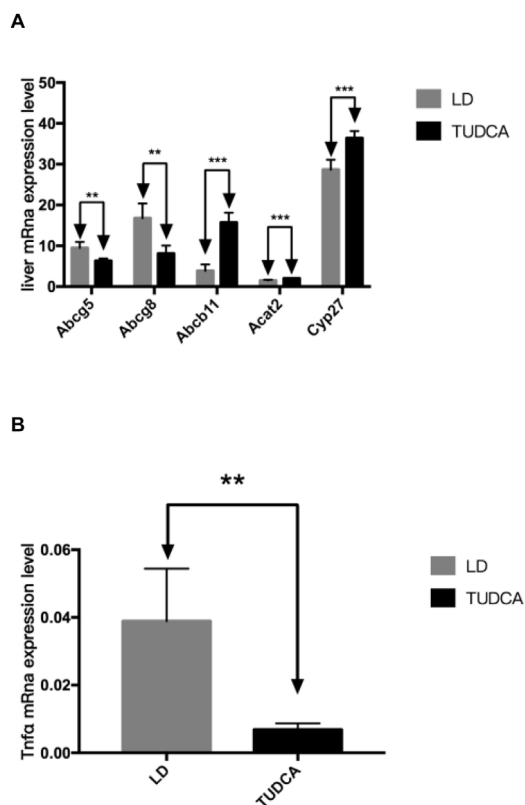 A
liver mRna expression level
50
40
30
20
10
0
**
**
***
***
***
Abcg5
Abcg8
Abcb11
Acat2
Cyp27
LD
TUDCA
B
Tnfα mRna expression level
0.06
0.04
0.02
0.00
**
LD
TUDCA
LD
TUDCA